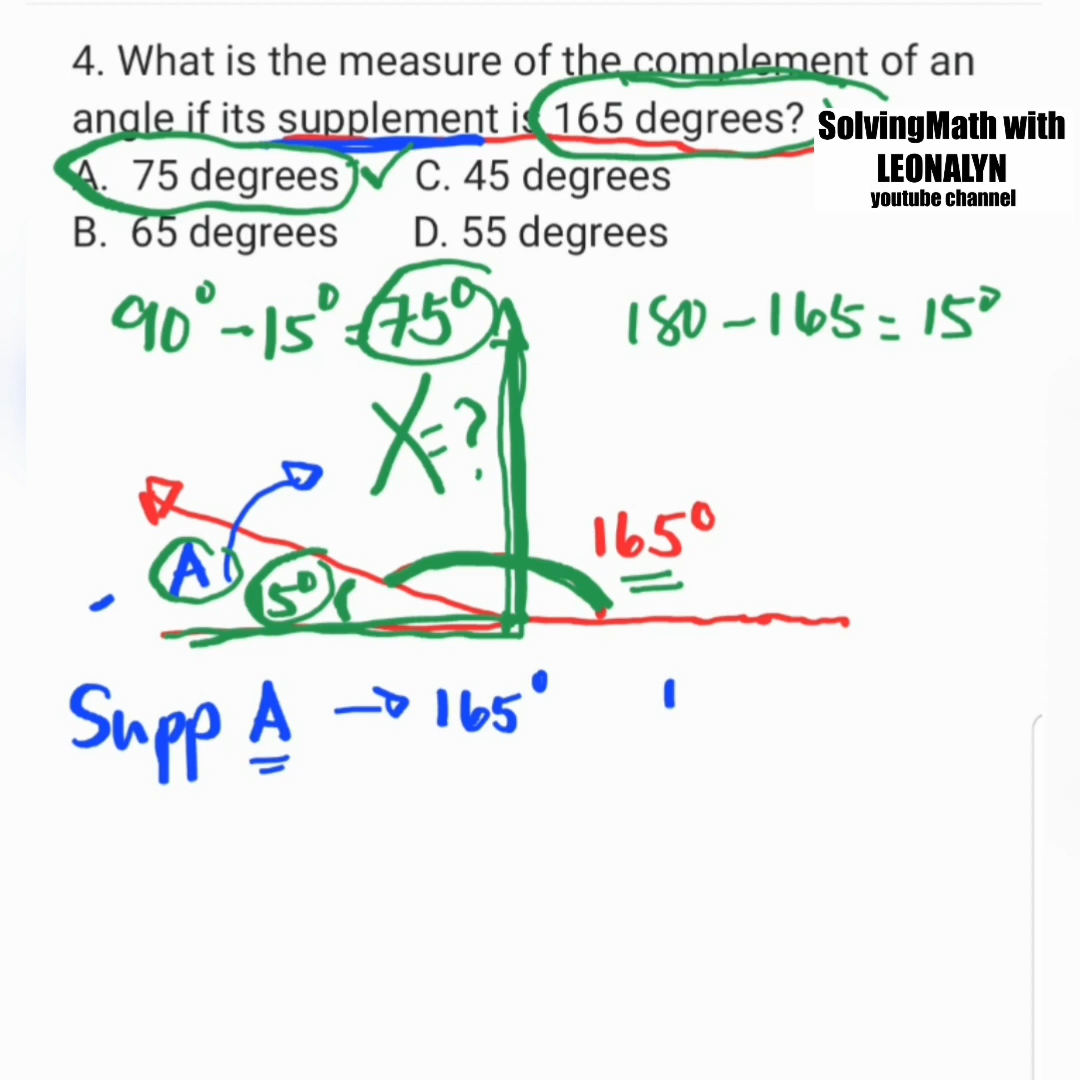 4. What is the measure of the complement of an
angle if its supplement is 165 degrees?
SolvingMath with
LEONALYN
youtube channel
A. 75 degrees ✓ C. 45 degrees
B. 65 degrees D. 55 degrees
90° - 15° = 75°
180 - 165 = 15°
X = ?
165°
A
15°
Supp A → 165°